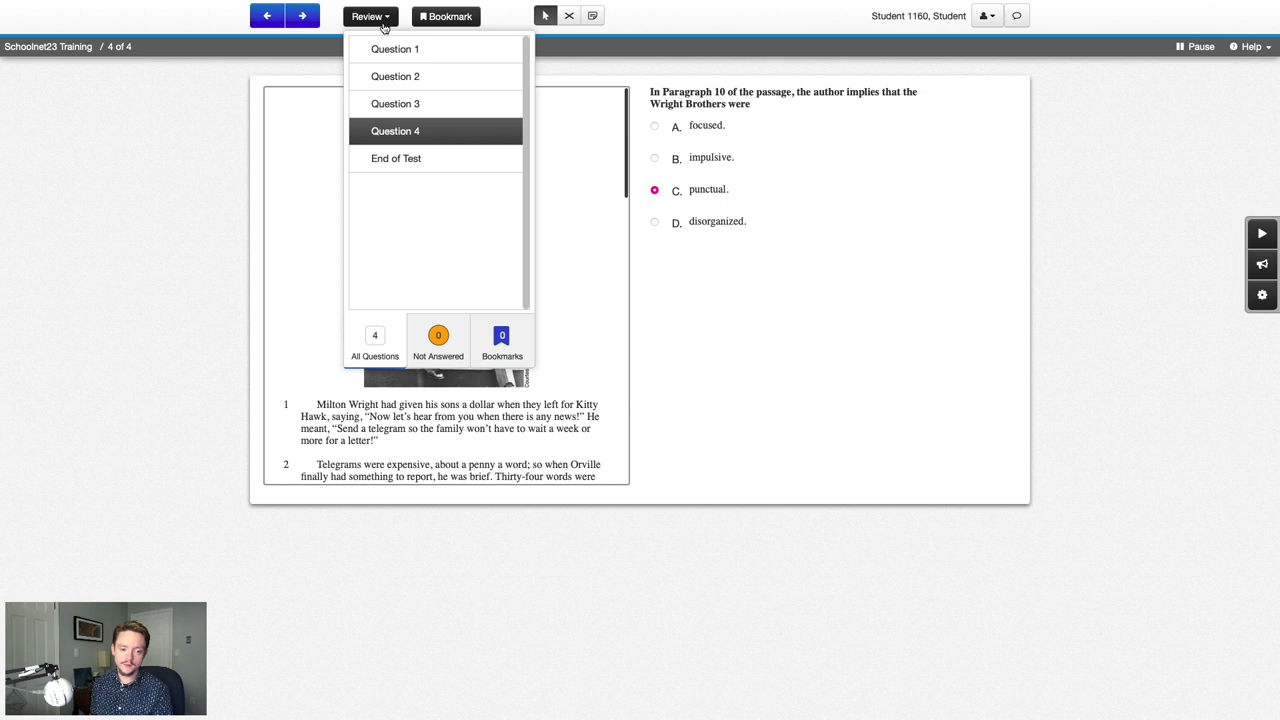 Review
Bookmark
Student 1160, Student
Schoolnet23 Training / 4 of 4
Pause
Help
Question 1
Question 2
Question 3
Question 4
End of Test
4
0
0
All Questions
Not Answered
Bookmarks
1 Milton Wright had given his sons a dollar when they left for Kitty
Hawk, saying, “Now let’s hear from you when there is any news!” He
meant, “Send a telegram so the family won’t have to wait a week or
more for a letter!”
2 Telegrams were expensive, about a penny a word; so when Orville
finally had something to report, he was brief. Thirty-four words were
In Paragraph 10 of the passage, the author implies that the
Wright Brothers were
A. focused.
B. impulsive.
C. punctual.
D. disorganized.